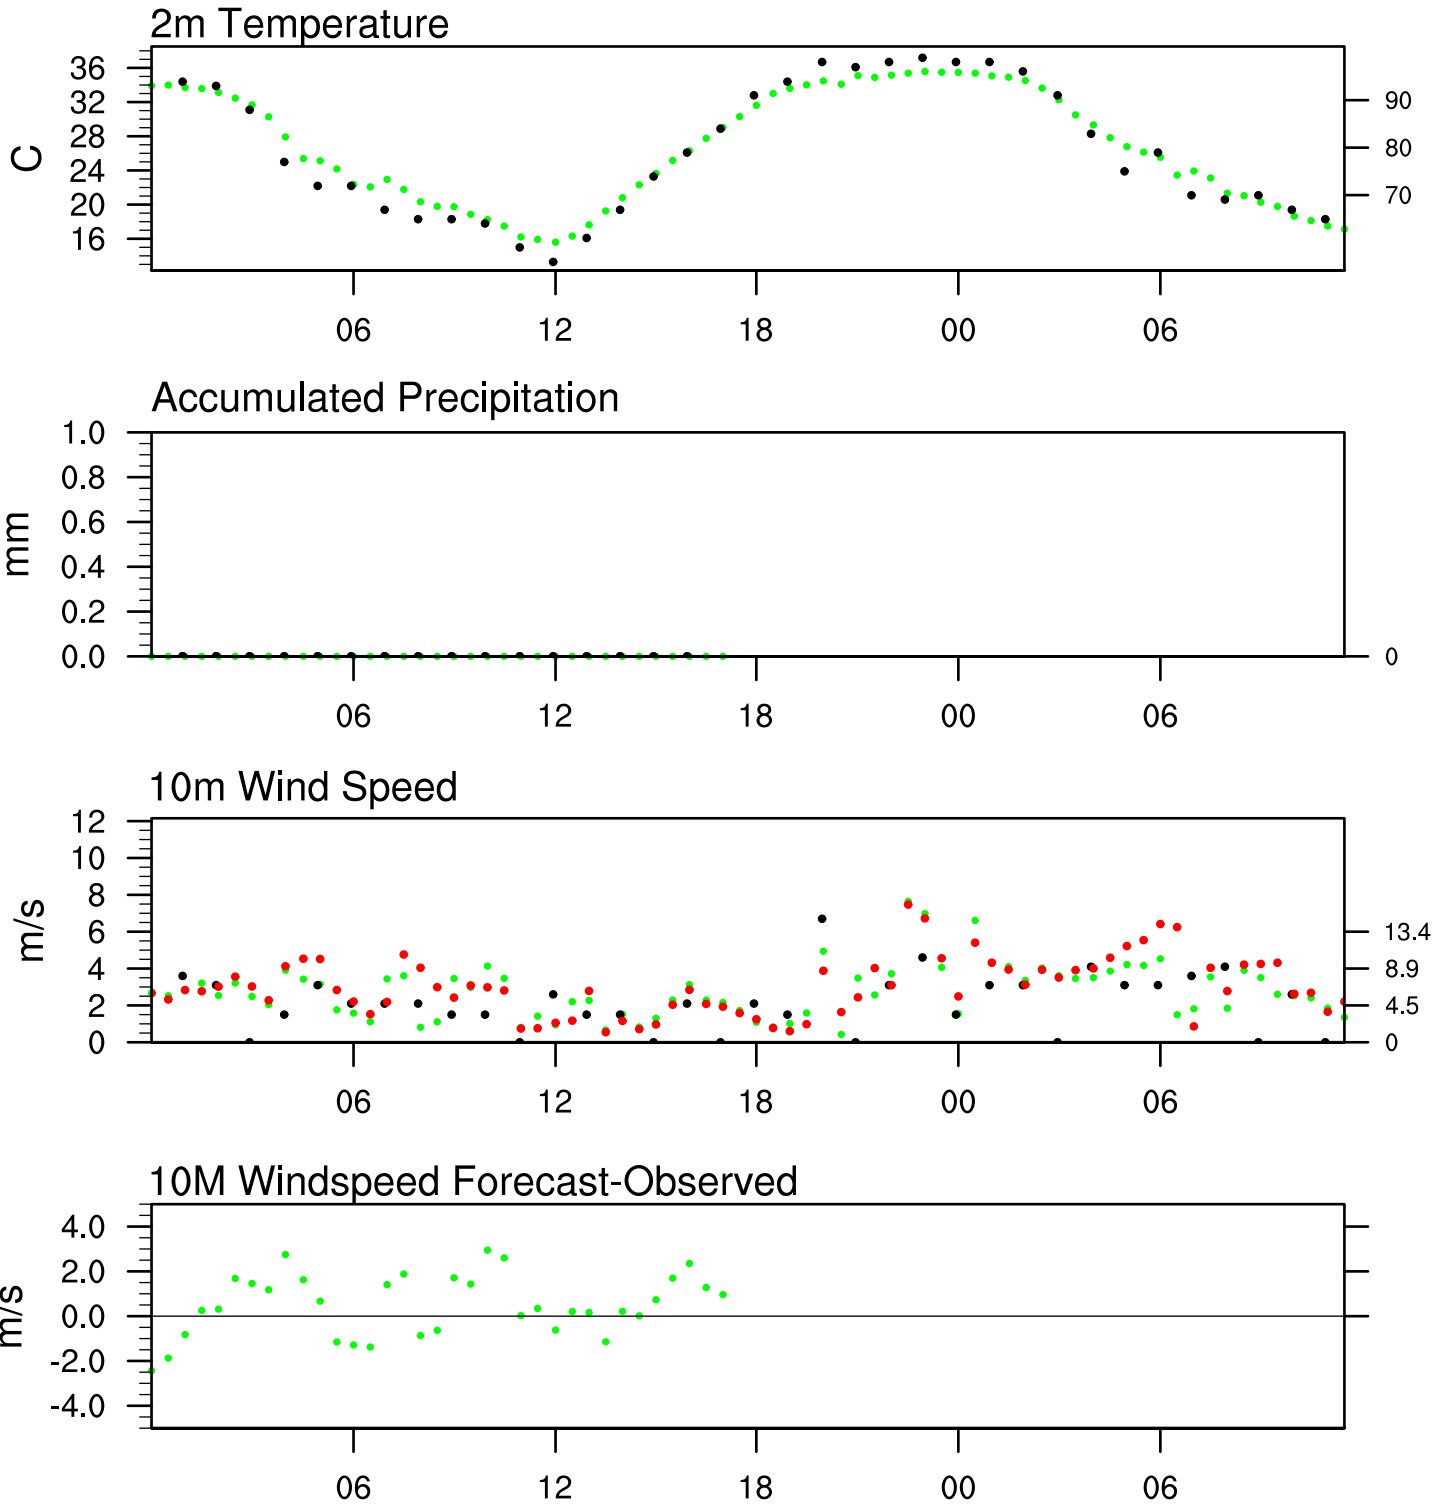 2m Temperature
C
36
32
28
24
20
16
90
80
70
06 12 18 00 06
Accumulated Precipitation
mm
1.0
0.8
0.6
0.4
0.2
0.0
0
06 12 18 00 06
10m Wind Speed
m/s
12
10
8
6
4
2
0
13.4
8.9
4.5
0
06 12 18 00 06
10M Windspeed Forecast-Observed
m/s
4.0
2.0
0.0
-2.0
-4.0
06 12 18 00 06